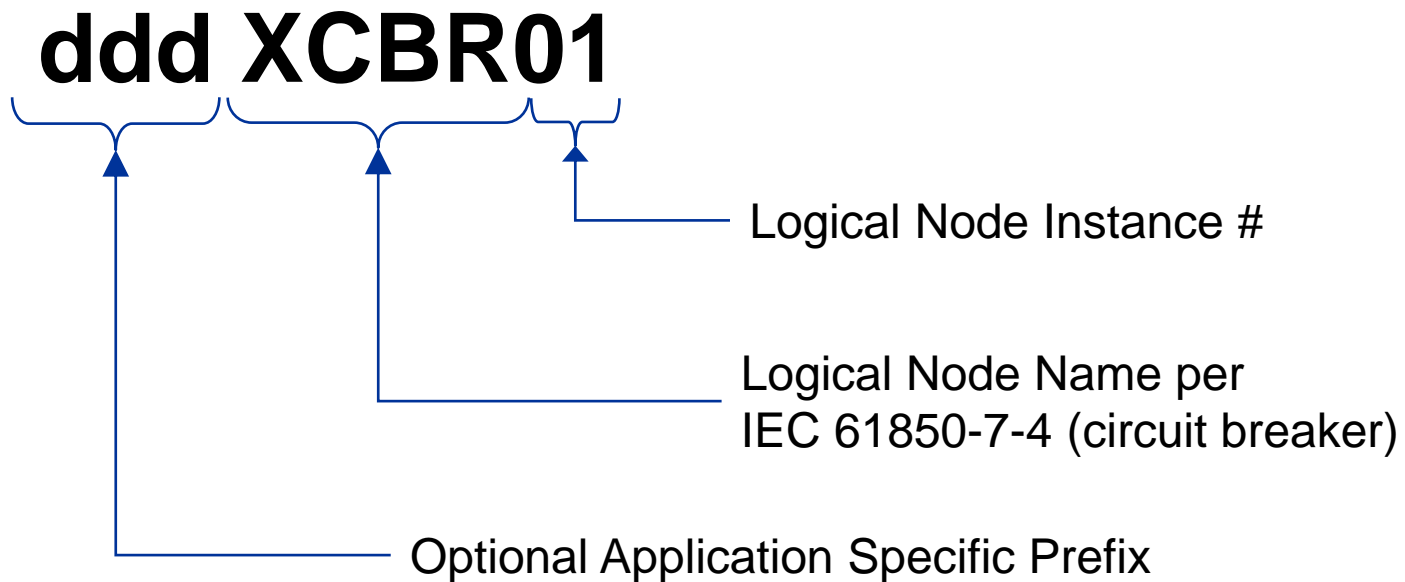 ddd XCBR01
Logical Node Instance #
Logical Node Name per
IEC 61850-7-4 (circuit breaker)
Optional Application Specific Prefix